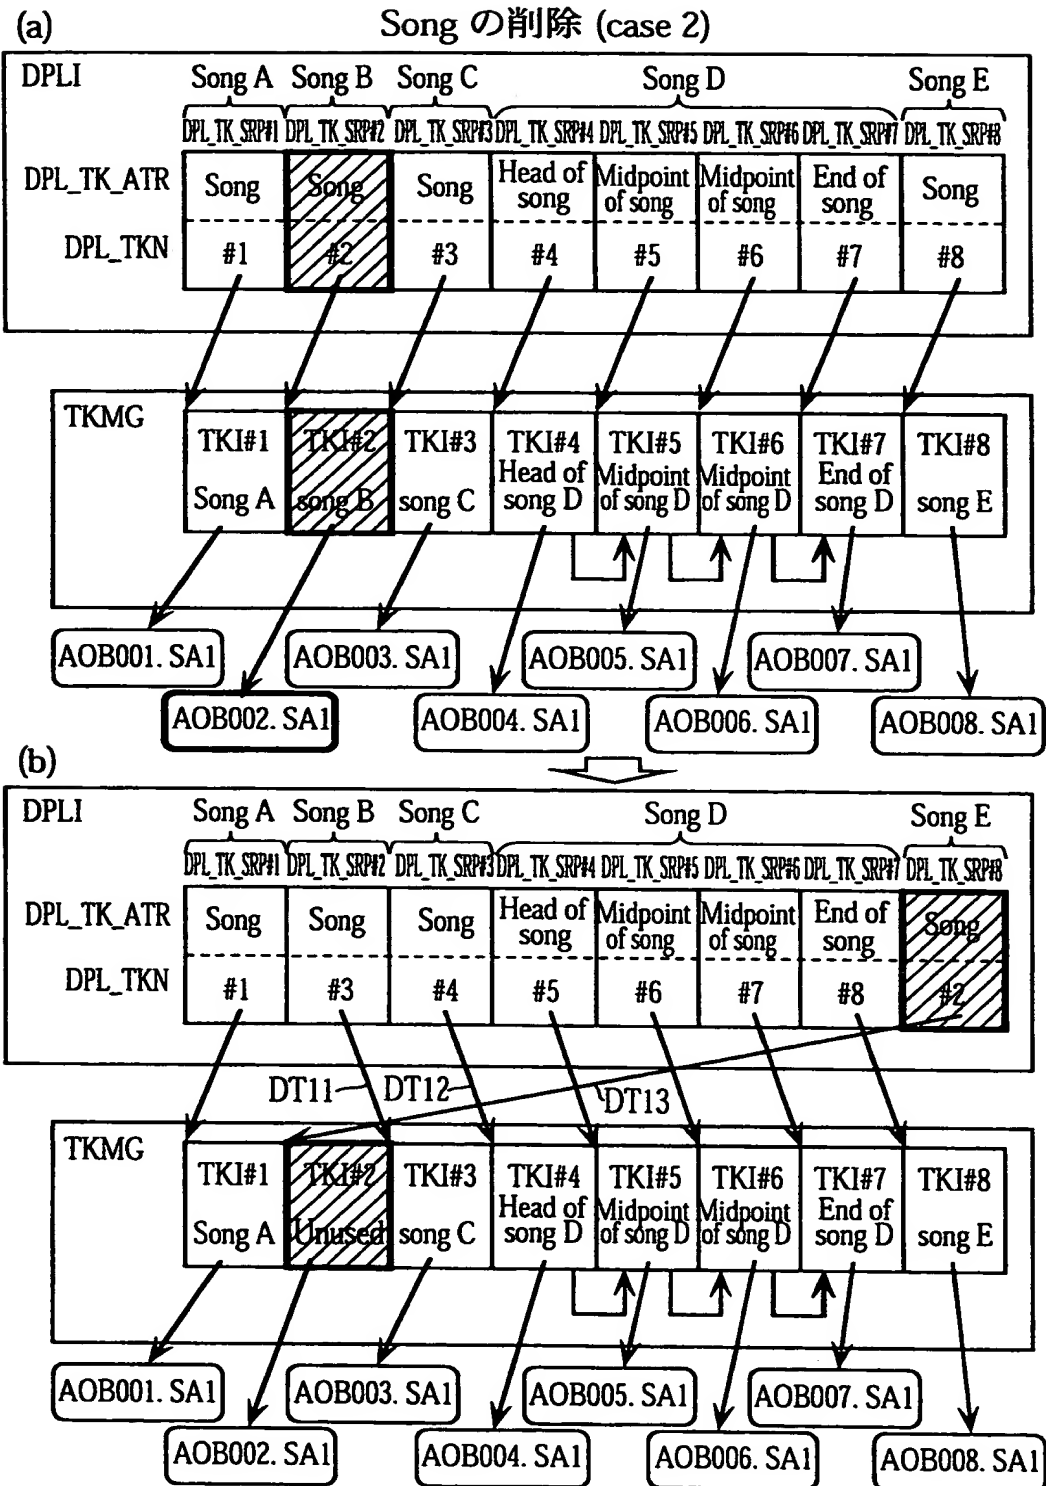 (a) Song の削除 (case 2)
DPLI Song A Song B Song C Song D Song E
DPL_TK_SRP#1 DPL_TK_SRP#2 DPL_TK_SRP#3 DPL_TK_SRP#4 DPL_TK_SRP#5 DPL_TK_SRP#6 DPL_TK_SRP#7 DPL_TK_SRP#8
DPL_TK_ATR Song Song Song Head of song Midpoint of song Midpoint of song End of song Song
DPL_TKN #1 #2 #3 #4 #5 #6 #7 #8
TKMG TKI#1 TKI#2 TKI#3 TKI#4 TKI#5 TKI#6 TKI#7 TKI#8
Song A song B song C Head of song D Midpoint of song D Midpoint of song D End of song D song E
AOB001. SA1 AOB003. SA1 AOB005. SA1 AOB007. SA1
AOB002. SA1 AOB004. SA1 AOB006. SA1 AOB008. SA1
(b)
DPLI Song A Song B Song C Song D Song E
DPL_TK_SRP#1 DPL_TK_SRP#2 DPL_TK_SRP#3 DPL_TK_SRP#4 DPL_TK_SRP#5 DPL_TK_SRP#6 DPL_TK_SRP#7 DPL_TK_SRP#8
DPL_TK_ATR Song Song Song Head of song Midpoint of song Midpoint of song End of song Song
DPL_TKN #1 #3 #4 #5 #6 #7 #8 #2
DT11 DT12 DT13
TKMG TKI#1 TKI#2 TKI#3 TKI#4 TKI#5 TKI#6 TKI#7 TKI#8
Song A Unused song C Head of song D Midpoint of song D Midpoint of song D End of song D song E
AOB001. SA1 AOB003. SA1 AOB005. SA1 AOB007. SA1
AOB002. SA1 AOB004. SA1 AOB006. SA1 AOB008. SA1